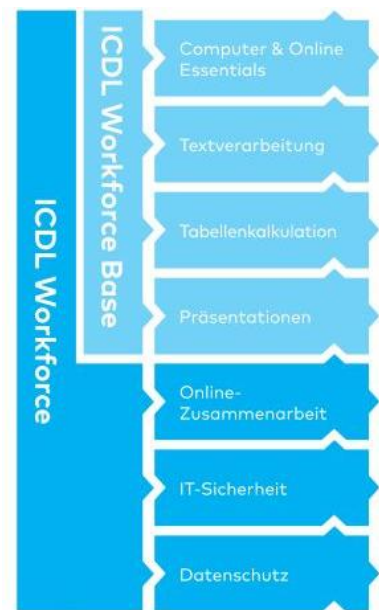 ICDL Workforce
ICDL Workforce Base
Computer & Online
Essentials
Textverarbeitung
Tabellenkalkulation
Präsentationen
Online-
Zusammenarbeit
IT-Sicherheit
Datenschutz